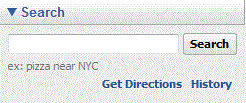 Search
Search
ex: pizza near NYC
Get Directions History